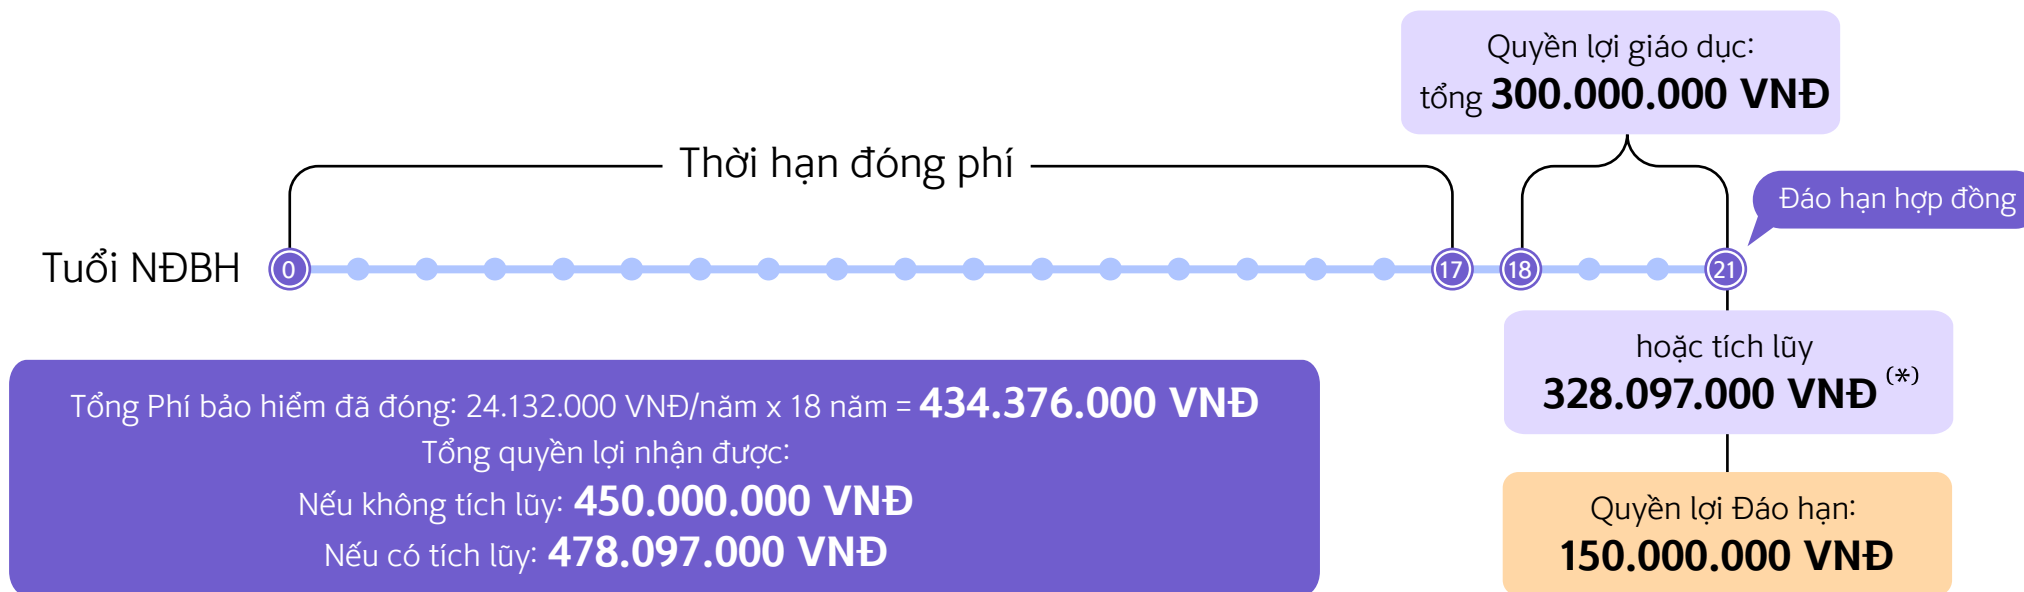 Quyền lợi giáo dục:
tổng 300.000.000 VNĐ
Thời hạn đóng phí
Đáo hạn hợp đồng
Tuổi NĐBH
0
17
18
21
hoặc tích lũy
328.097.000 VNĐ (*)
Quyền lợi Đáo hạn:
150.000.000 VNĐ
Tổng Phí bảo hiểm đã đóng: 24.132.000 VNĐ/năm x 18 năm = 434.376.000 VNĐ
Tổng quyền lợi nhận được:
Nếu không tích lũy: 450.000.000 VNĐ
Nếu có tích lũy: 478.097.000 VNĐ